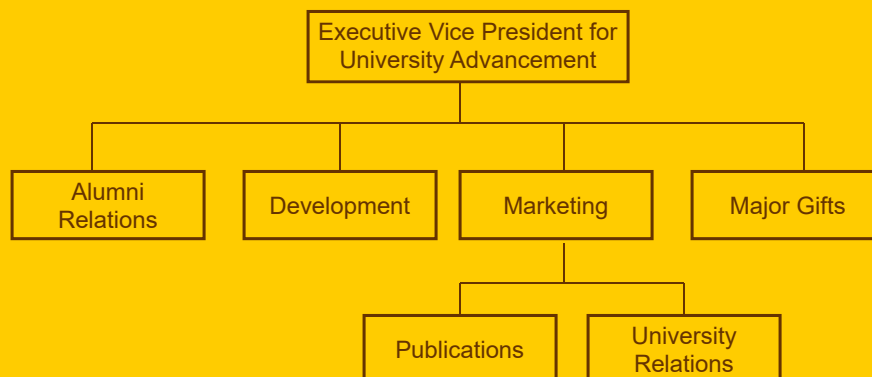 Executive Vice President for
University Advancement
Alumni
Relations
Development
Marketing
Major Gifts
Publications
University
Relations